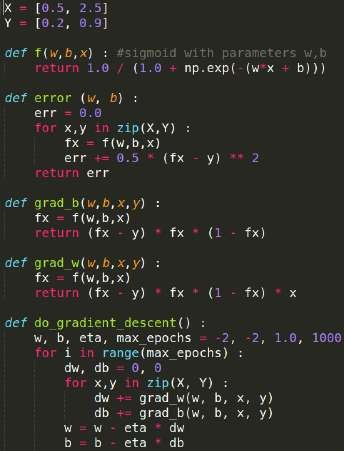 X = [0.5, 2.5]
Y = [0.2, 0.9]

def f(w,b,x) : #sigmoid with parameters w,b
    return 1.0 / (1.0 + np.exp(-(w*x + b)))

def error (w, b) :
    err = 0.0
    for x,y in zip(X,Y) :
        fx = f(w,b,x)
        err += 0.5 * (fx - y) ** 2
    return err

def grad_b(w,b,x,y) :
    fx = f(w,b,x)
    return (fx - y) * fx * (1 - fx)

def grad_w(w,b,x,y) :
    fx = f(w,b,x)
    return (fx - y) * fx * (1 - fx) * x

def do_gradient_descent() :
    w, b, eta, max_epochs = -2, -2, 1.0, 1000
    for i in range(max_epochs) :
        dw, db = 0, 0
        for x,y in zip(X, Y) :
            dw += grad_w(w, b, x, y)
            db += grad_b(w, b, x, y)
        w = w - eta * dw
        b = b - eta * db